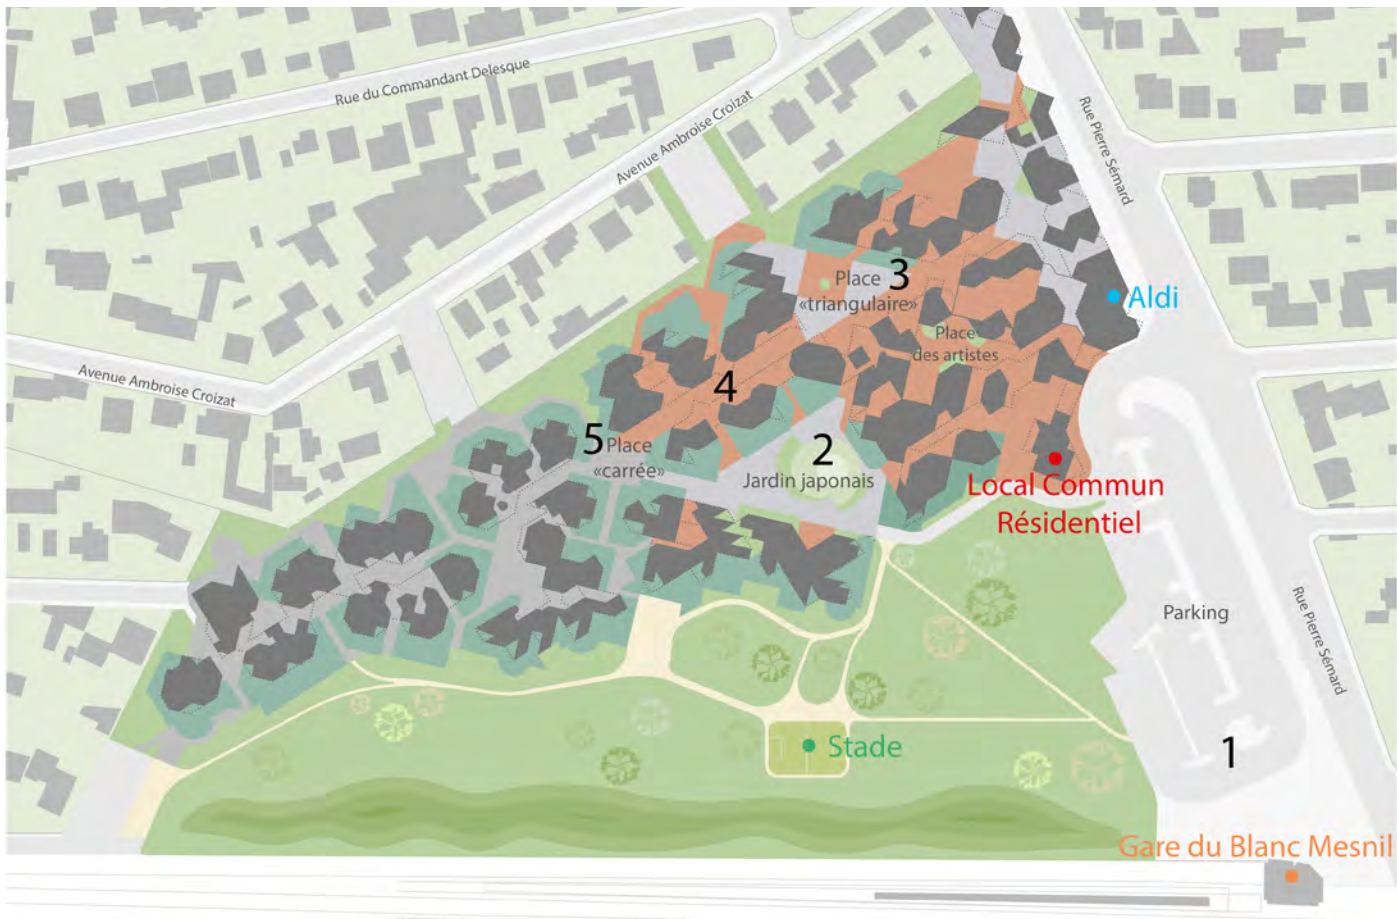 Rue du Commandant Delesque
Avenue Ambroise Croizat
Rue Pierre Sémard
3
Place
«triangulaire»
Aldi
Place
des artistes
Avenue Ambroise Croizat
4
5
Place
«carrée»
2
Jardin japonais
Local Commun
Résidentiel
Parking
Rue Pierre Sémard
1
Stade
Gare du Blanc Mesnil